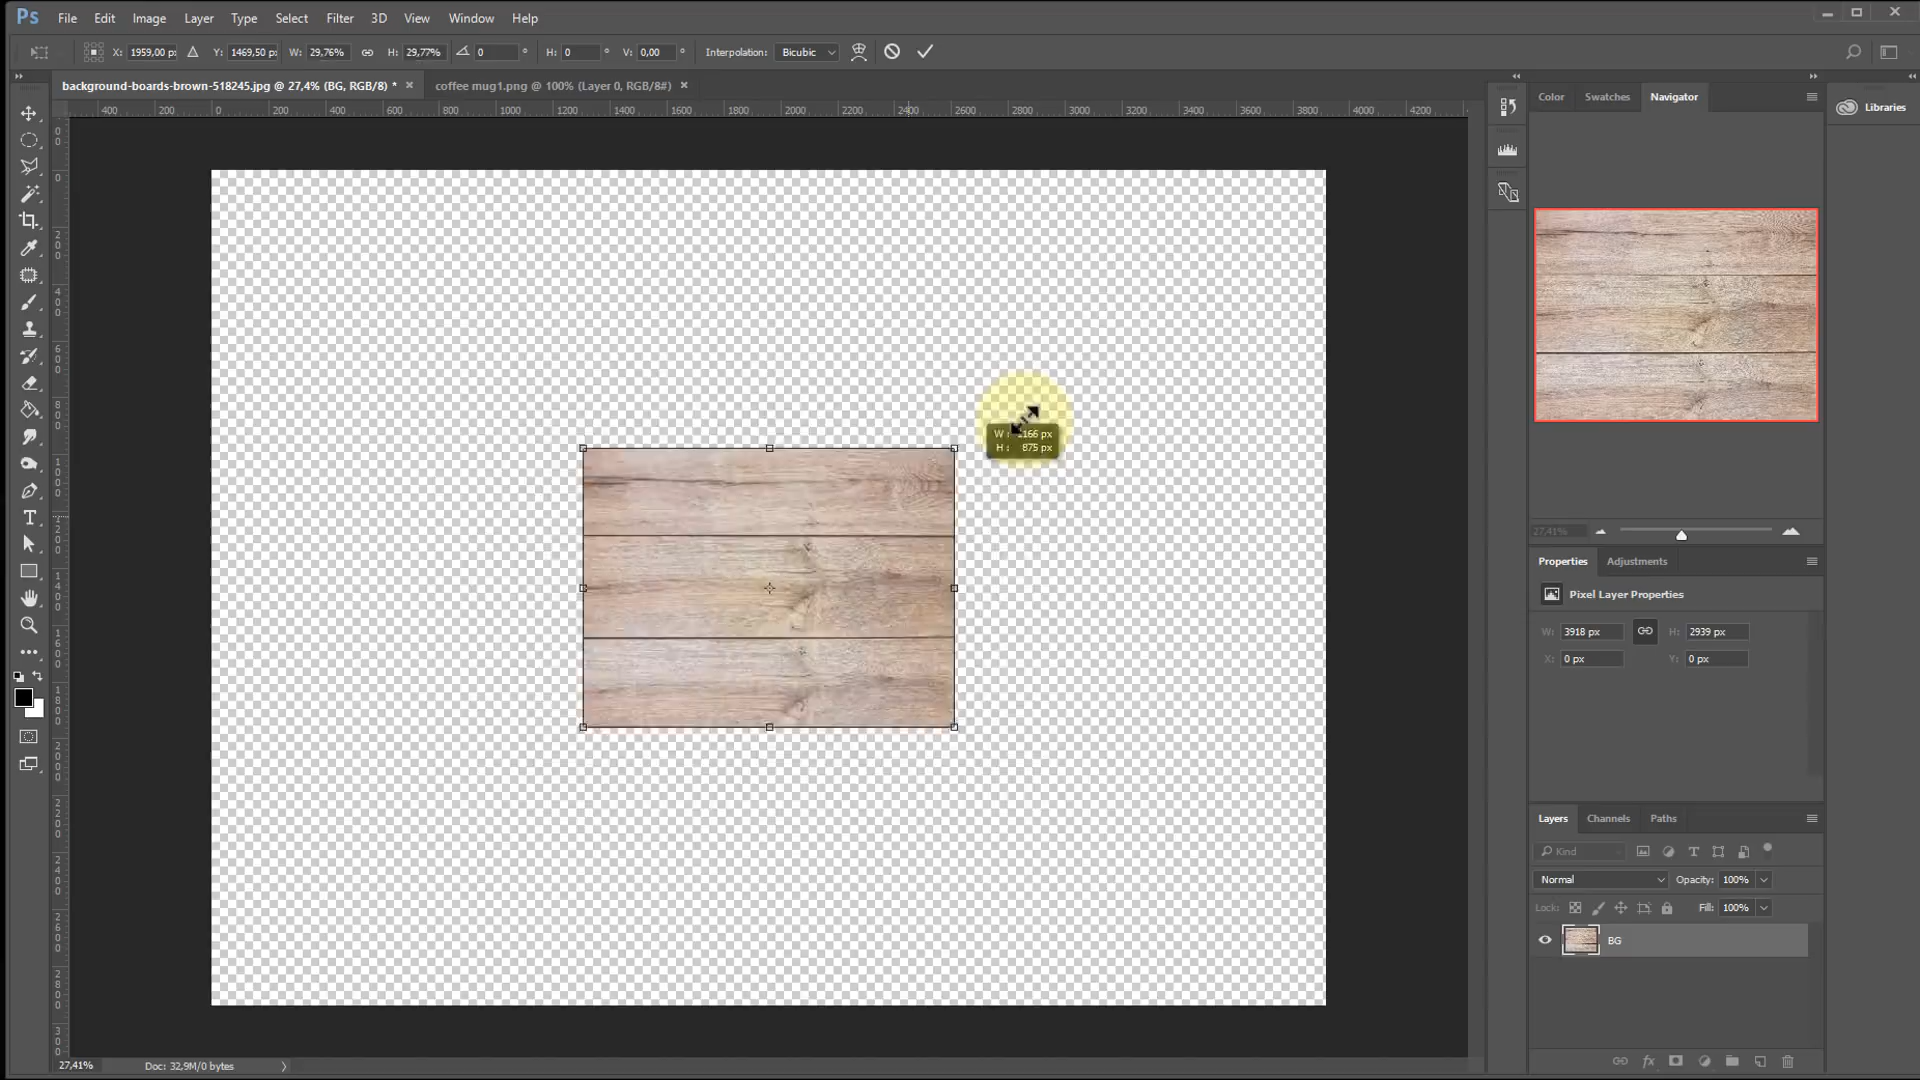 Ps File Edit Image Layer Type Select Filter 3D View Window Help
X: 1959,00 px Y: 1469,50 px W: 29,76% H: 29,77% 0 ° H: 0 ° V: 0,00 ° Interpolation: Bicubic
background-boards-brown-518245.jpg @ 27,4% (BG, RGB/8) * × coffee mug1.png @ 100% (Layer 0, RGB/8#) ×
400 200 0 200 400 600 800 1000 1200 1400 1600 1800 2000 2200 2400 2600 2800 3000 3200 3400 3600 3800 4000 4200
Color Swatches Navigator
Libraries
W: 1166 px
H: 875 px
27,41%
Properties Adjustments
Pixel Layer Properties
W: 3918 px H: 2939 px
X: 0 px Y: 0 px
Layers Channels Paths
Kind
Normal Opacity: 100%
Lock: Fill: 100%
BG
27,41% Doc: 32,9M/0 bytes